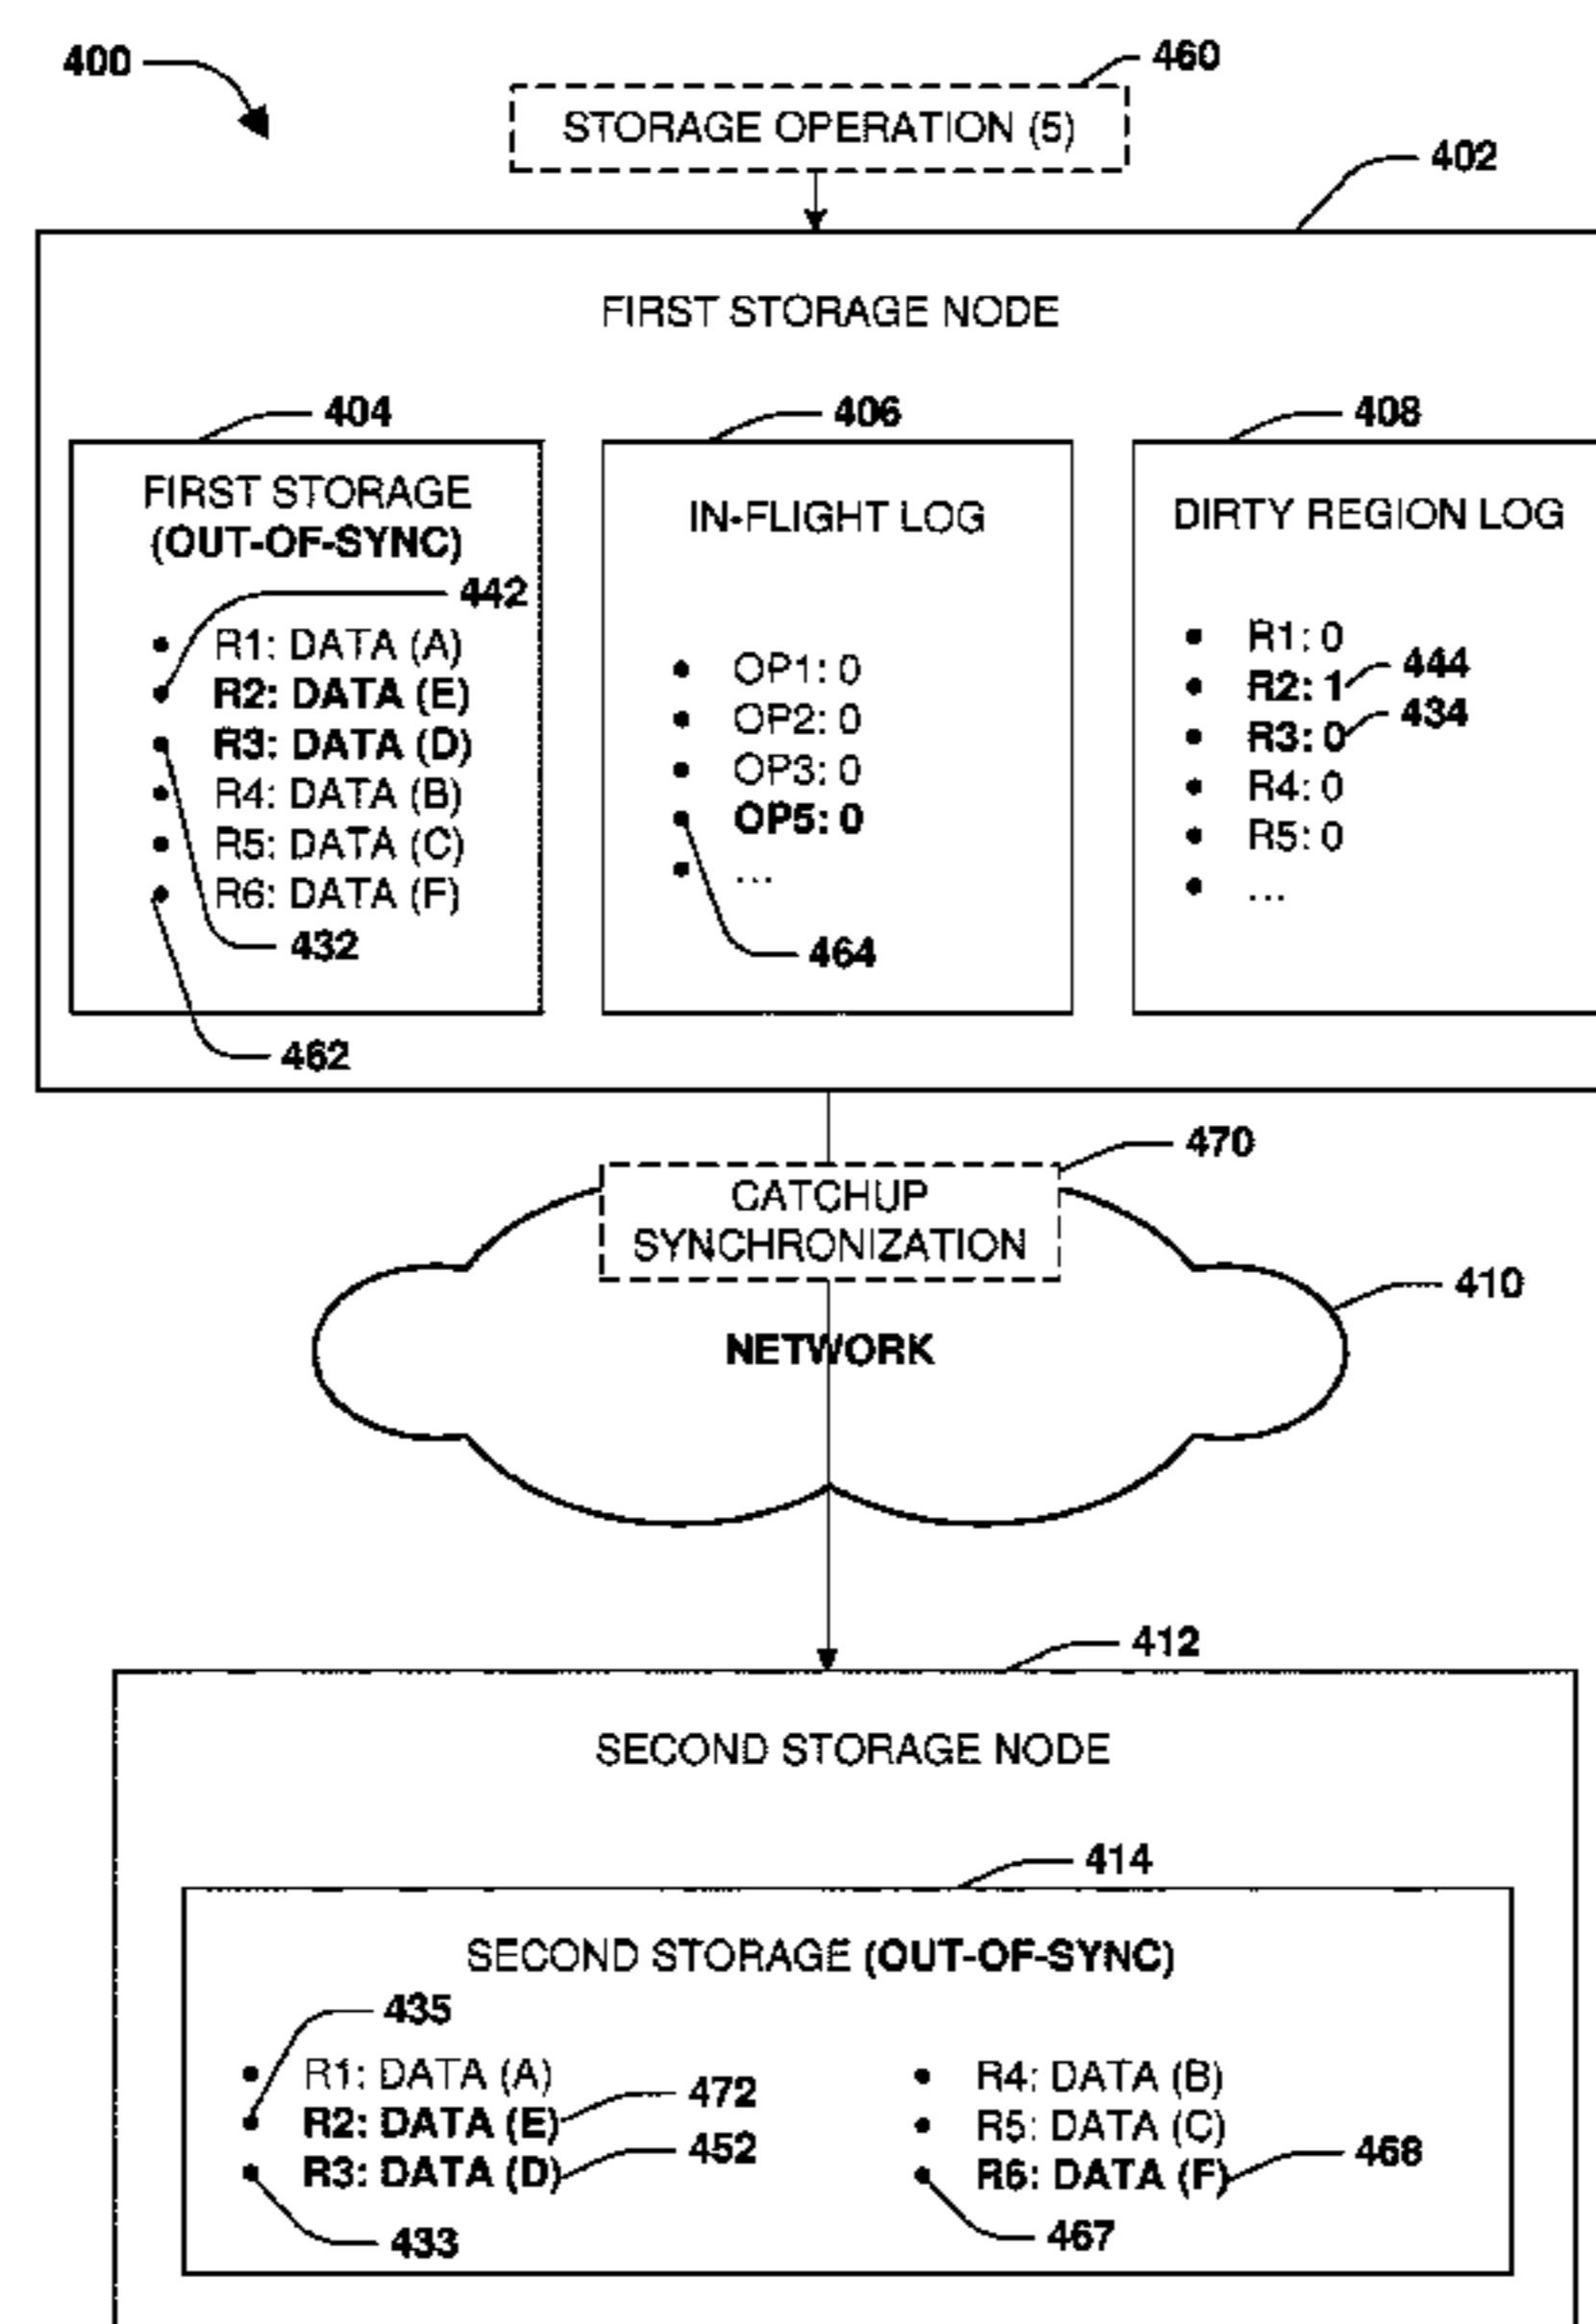 400
460
STORAGE OPERATION (5)
402
FIRST STORAGE NODE
404
406
408
FIRST STORAGE
(OUT-OF-SYNC)
442
R1: DATA (A)
R2: DATA (E)
R3: DATA (D)
R4: DATA (B)
R5: DATA (C)
R6: DATA (F)
432
462
IN-FLIGHT LOG
OP1: 0
OP2: 0
OP3: 0
OP5: 0
...
464
DIRTY REGION LOG
R1: 0
R2: 1
444
R3: 0
434
R4: 0
R5: 0
...
470
CATCHUP
SYNCHRONIZATION
410
NETWORK
412
SECOND STORAGE NODE
414
SECOND STORAGE (OUT-OF-SYNC)
435
R1: DATA (A)
R2: DATA (E)
472
R3: DATA (D)
452
433
R4: DATA (B)
R5: DATA (C)
R6: DATA (F)
468
467